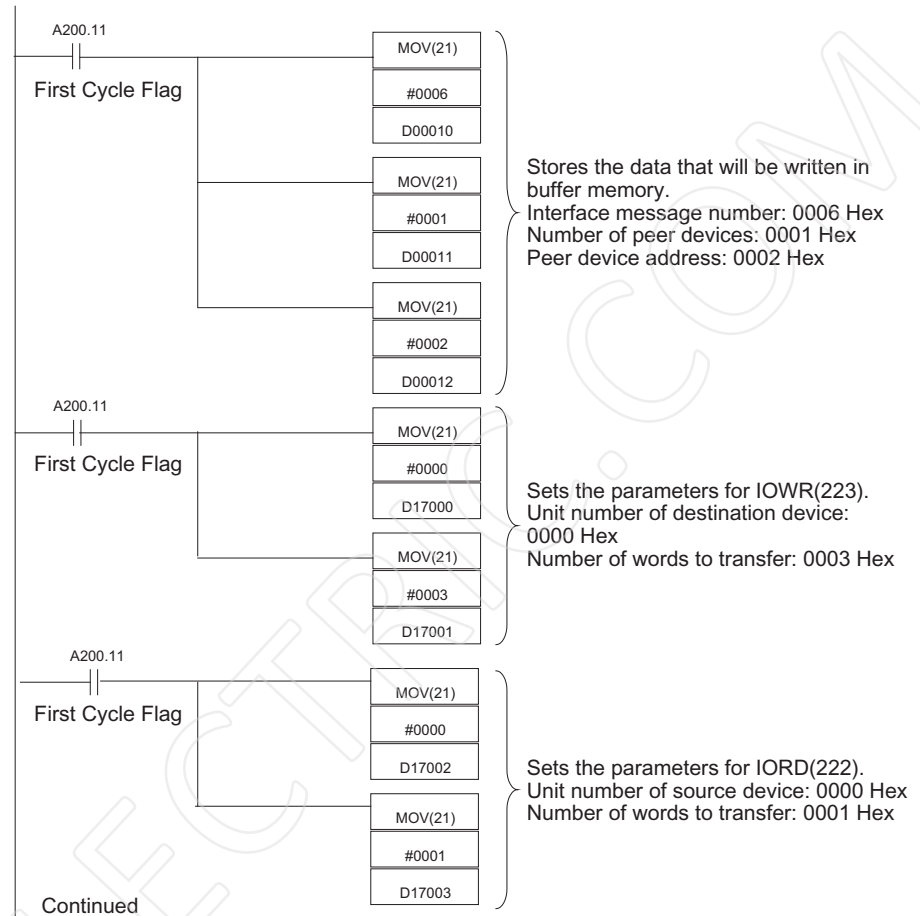 A200.11
First Cycle Flag
MOV(21)
#0006
D00010
MOV(21)
#0001
D00011
MOV(21)
#0002
D00012
Stores the data that will be written in
buffer memory.
Interface message number: 0006 Hex
Number of peer devices: 0001 Hex
Peer device address: 0002 Hex
A200.11
First Cycle Flag
MOV(21)
#0000
D17000
MOV(21)
#0003
D17001
Sets the parameters for IOWR(223).
Unit number of destination device:
0000 Hex
Number of words to transfer: 0003 Hex
A200.11
First Cycle Flag
MOV(21)
#0000
D17002
MOV(21)
#0001
D17003
Sets the parameters for IORD(222).
Unit number of source device: 0000 Hex
Number of words to transfer: 0001 Hex
Continued
LECTRIC.COM